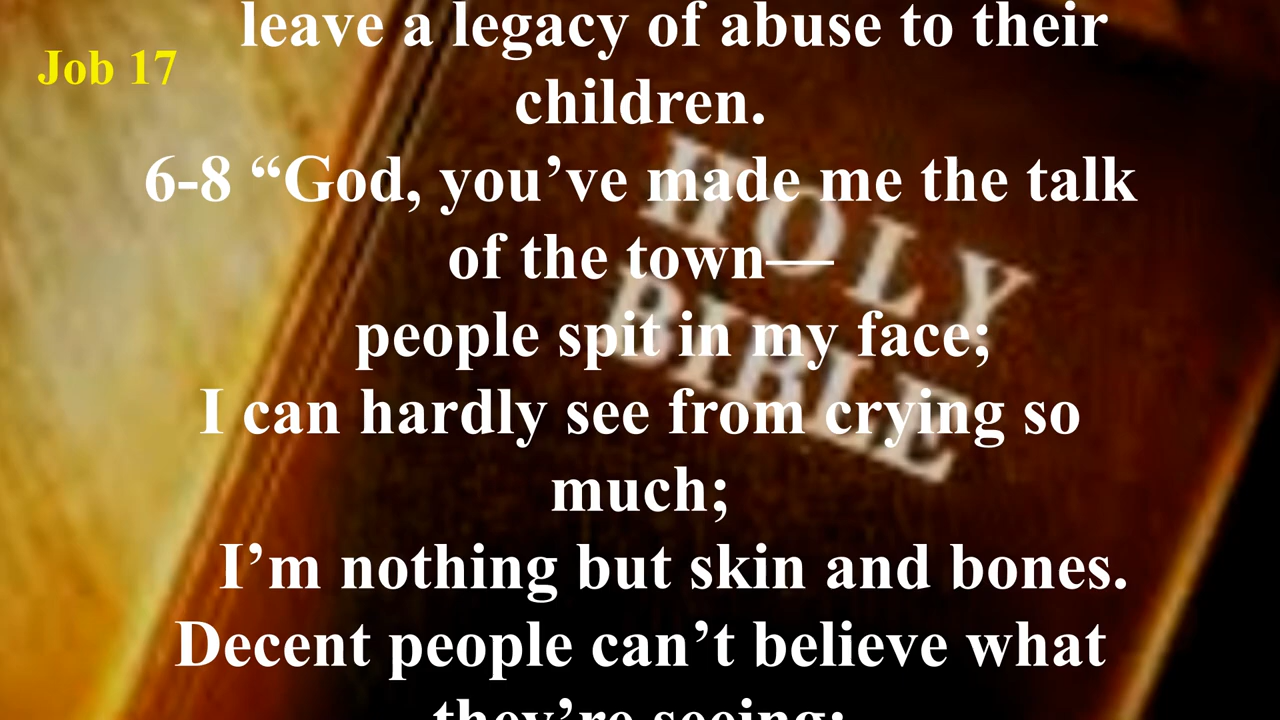 leave a legacy of abuse to their
Job 17
children.
6-8 “God, you’ve made me the talk
of the town—
people spit in my face;
I can hardly see from crying so
much;
I’m nothing but skin and bones.
Decent people can’t believe what
they’re seeing;
HOLY
BIBLE